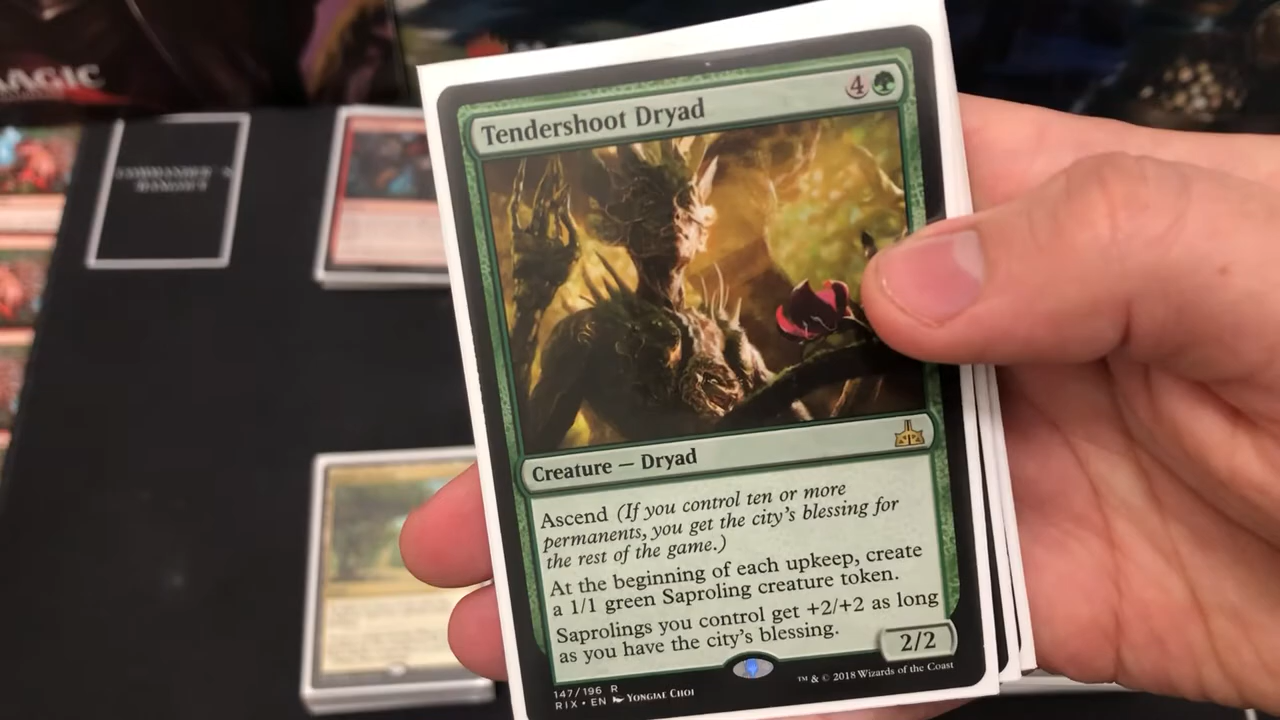 MAGIC
Tendershoot Dryad
4
Creature — Dryad
Ascend (If you control ten or more
permanents, you get the city's blessing for
the rest of the game.)
At the beginning of each upkeep, create
a 1/1 green Saproling creature token.
Saprolings you control get +2/+2 as long
as you have the city's blessing.
2/2
147/196 R
RIX • EN Yongjae Choi
™ & © 2018 Wizards of the Coast